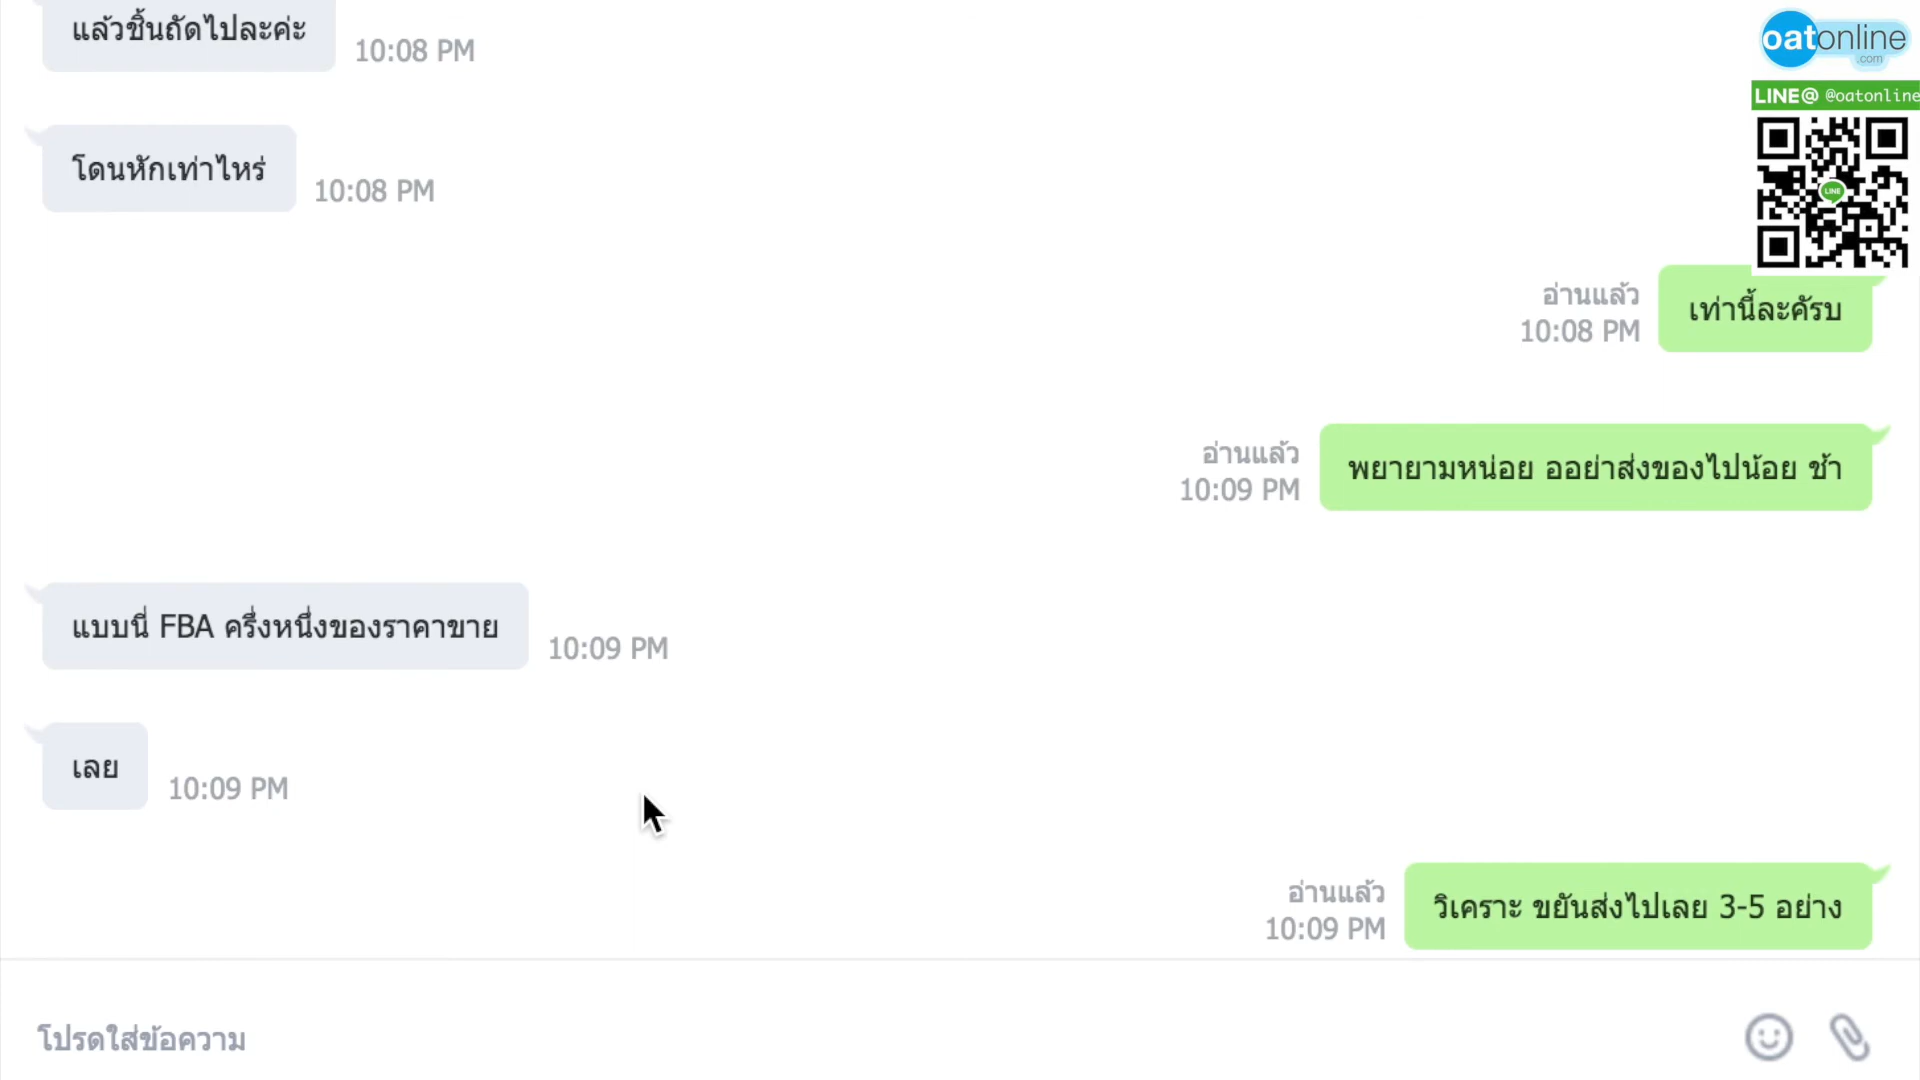 แล้วชิ้นถัดไปละค่ะ
10:08 PM
oatonline
.com
LINE@ @oatonline
โดนหักเท่าไหร่
10:08 PM
LINE
อ่านแล้ว
10:08 PM
เท่านี้ละคัรบ
อ่านแล้ว
10:09 PM
พยายามหน่อย ออย่าส่งของไปน้อย ช้า
แบบนี่ FBA ครึ่งหนึ่งของราคาขาย
10:09 PM
เลย
10:09 PM
อ่านแล้ว
10:09 PM
วิเคราะ ขยันส่งไปเลย 3-5 อย่าง
โปรดใส่ข้อความ